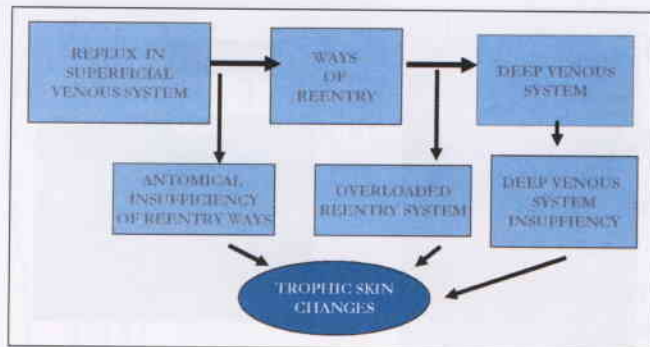 REFLUX IN
SUPERFICIAL
VENOUS SYSTEM
WAYS
OF
REENTRY
DEEP VENOUS
SYSTEM
ANTOMICAL
INSUFFICIENCY
OF REENTRY WAYS
OVERLOADED
REENTRY SYSTEM
DEEP VENOUS
SYSTEM
INSUFFIENCY
TROPHIC SKIN
CHANGES